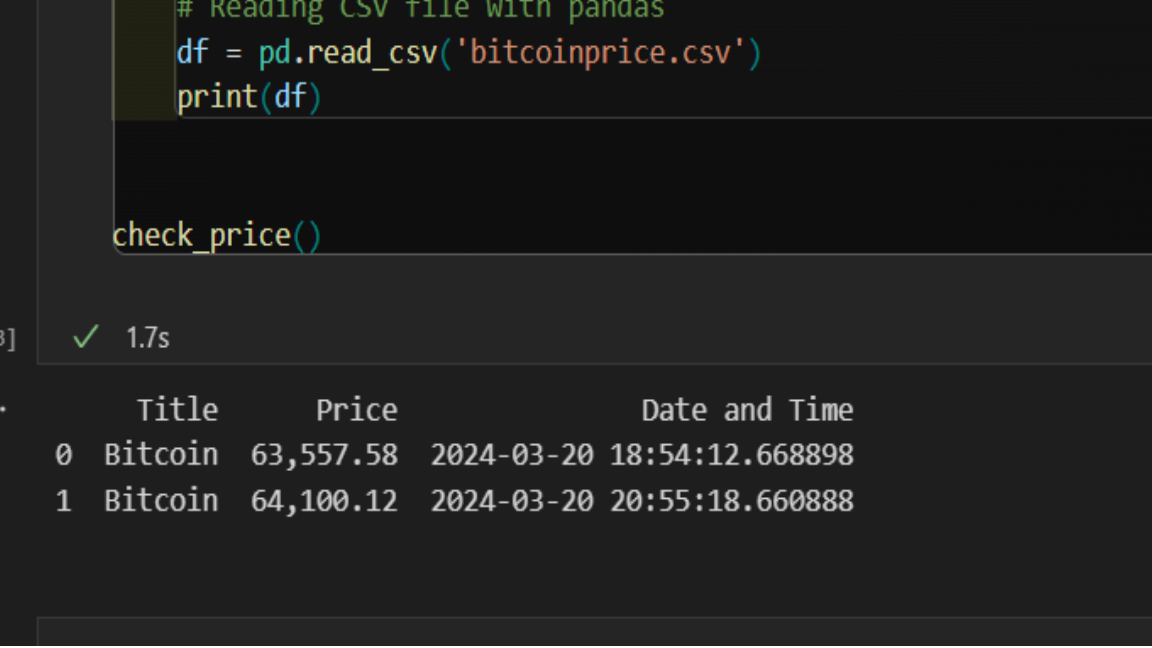 # Reading CSV file with pandas
df = pd.read_csv('bitcoinprice.csv')
print(df)
check_price()
3]
1.7s
Title Price Date and Time
0 Bitcoin 63,557.58 2024-03-20 18:54:12.668898
1 Bitcoin 64,100.12 2024-03-20 20:55:18.660888